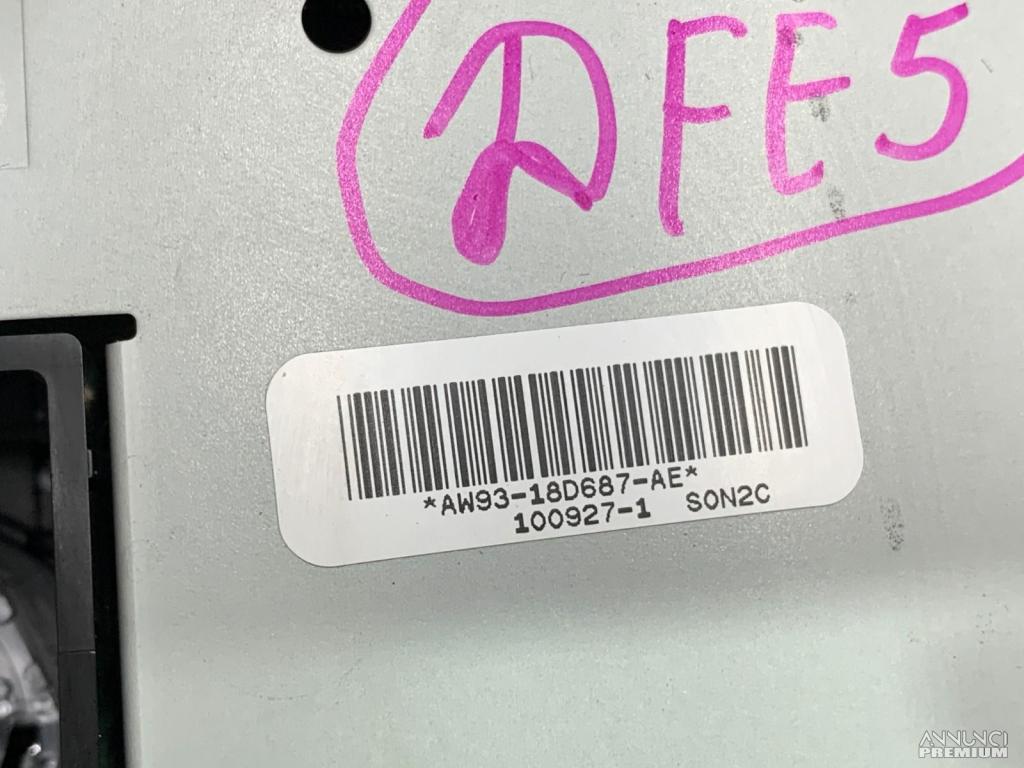 DFE5
*AW93-18D687-AE*
100927-1 SON2C
ANNUNCI
PREMIUM